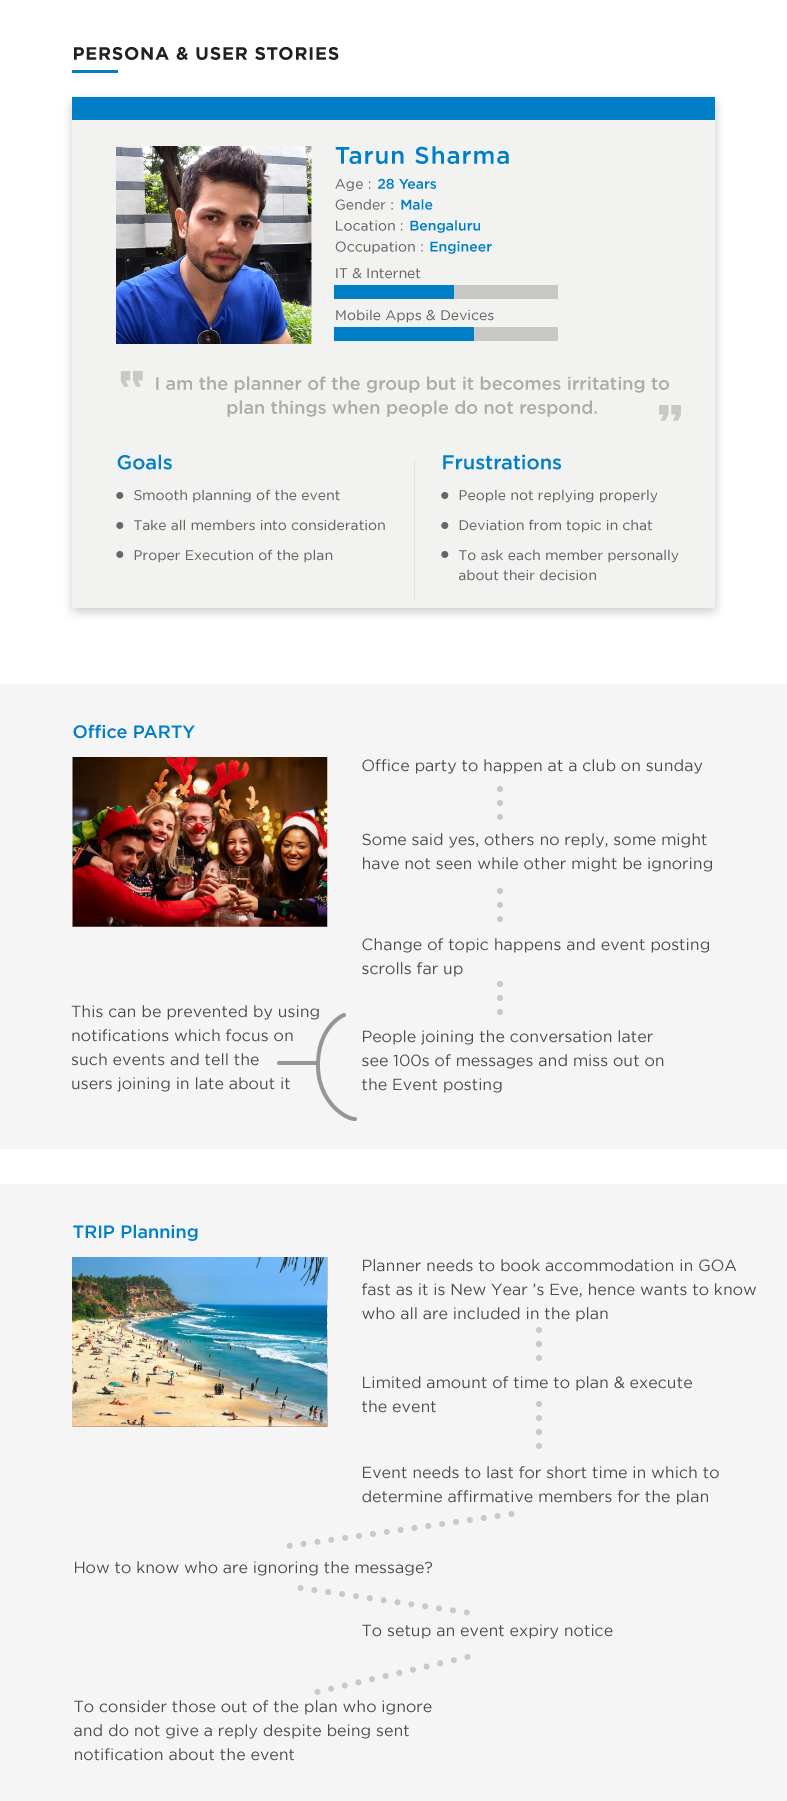 PERSONA & USER STORIES
Tarun Sharma
Age : 28 Years
Gender : Male
Location : Bengaluru
Occupation : Engineer
IT & Internet
Mobile Apps & Devices
" I am the planner of the group but it becomes irritating to
plan things when people do not respond. "
Goals
• Smooth planning of the event
• Take all members into consideration
• Proper Execution of the plan
Frustrations
• People not replying properly
• Deviation from topic in chat
• To ask each member personally
about their decision
Office PARTY
Office party to happen at a club on sunday
Some said yes, others no reply, some might
have not seen while other might be ignoring
Change of topic happens and event posting
scrolls far up
People joining the conversation later
see 100s of messages and miss out on
the Event posting
This can be prevented by using
notifications which focus on
such events and tell the
users joining in late about it
TRIP Planning
Planner needs to book accommodation in GOA
fast as it is New Year 's Eve, hence wants to know
who all are included in the plan
Limited amount of time to plan & execute
the event
Event needs to last for short time in which to
determine affirmative members for the plan
How to know who are ignoring the message?
To setup an event expiry notice
To consider those out of the plan who ignore
and do not give a reply despite being sent
notification about the event